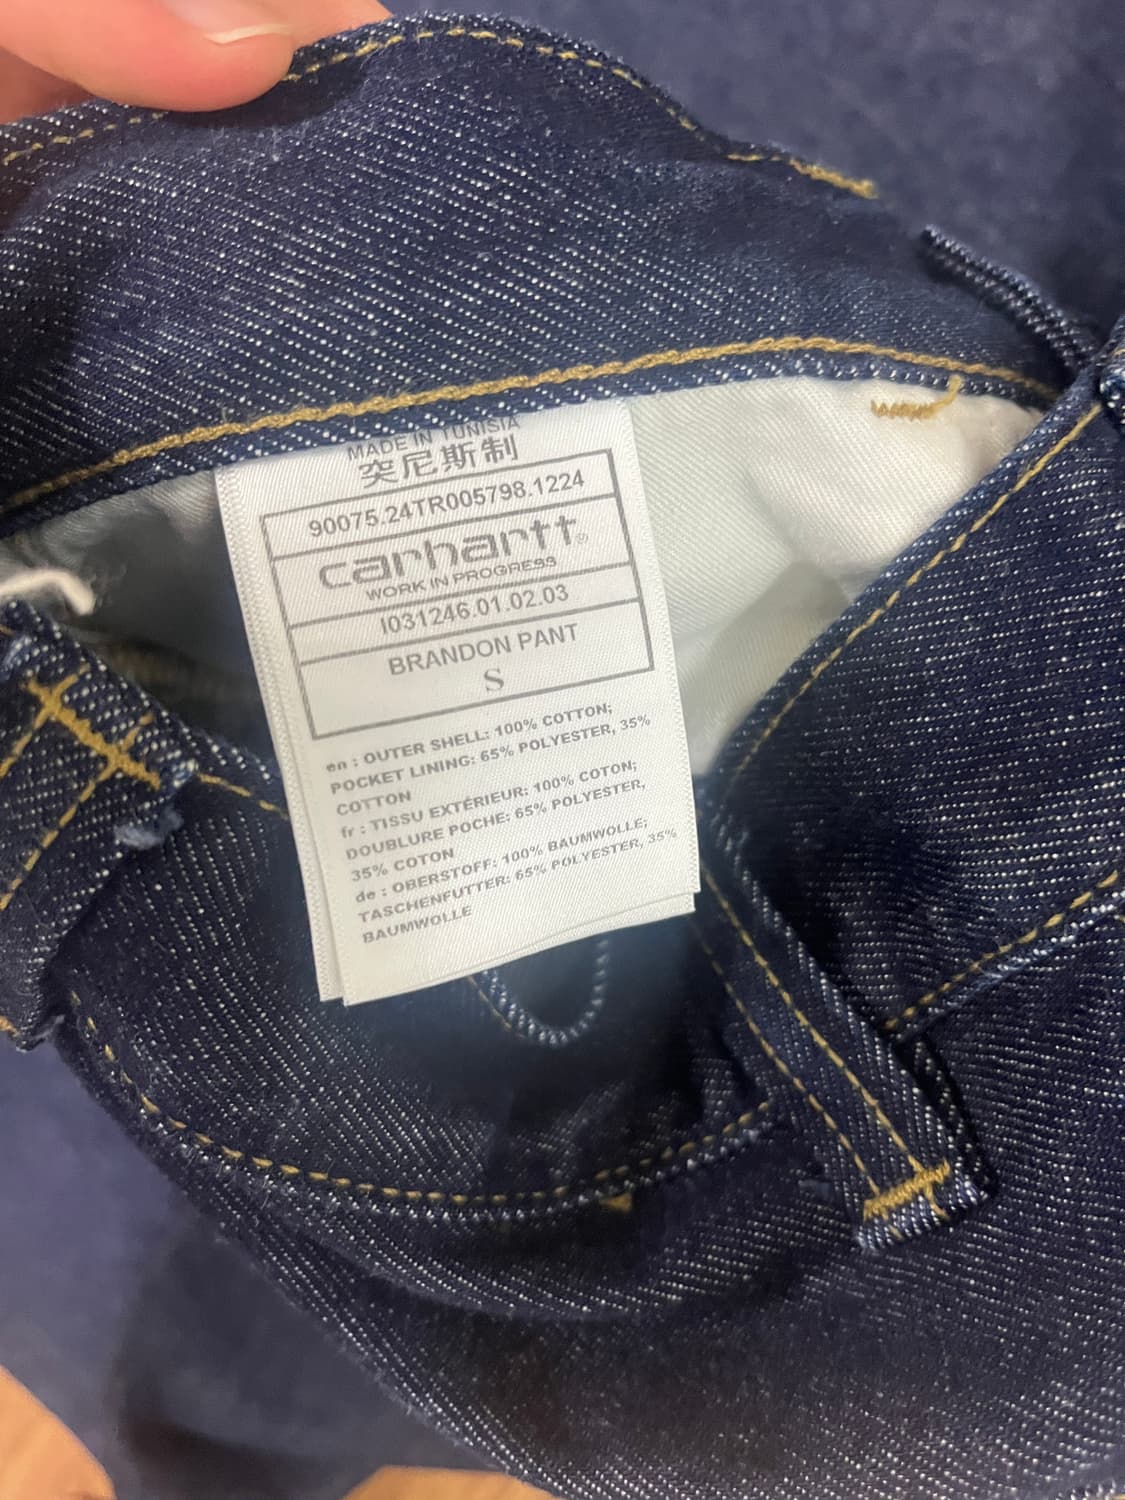 MADE IN TUNISIA
突尼斯制
90075.24TR005798.1224
carhartt®
WORK IN PROGRESS
I031246.01.02.03
BRANDON PANT
S
en : OUTER SHELL: 100% COTTON;
POCKET LINING: 65% POLYESTER, 35%
COTTON
fr : TISSU EXTÉRIEUR: 100% COTON;
DOUBLURE POCHE: 65% POLYESTER,
35% COTON
de : OBERSTOFF: 100% BAUMWOLLE;
TASCHENFUTTER: 65% POLYESTER, 35%
BAUMWOLLE